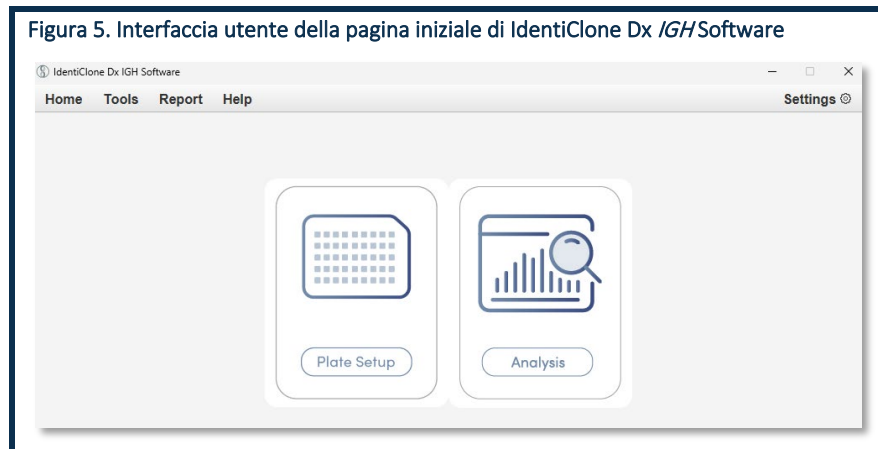 Figura 5. Interfaccia utente della pagina iniziale di IdentiClone Dx IGH Software
IdentiClone Dx IGH Software
Home Tools Report Help Settings
Plate Setup Analysis